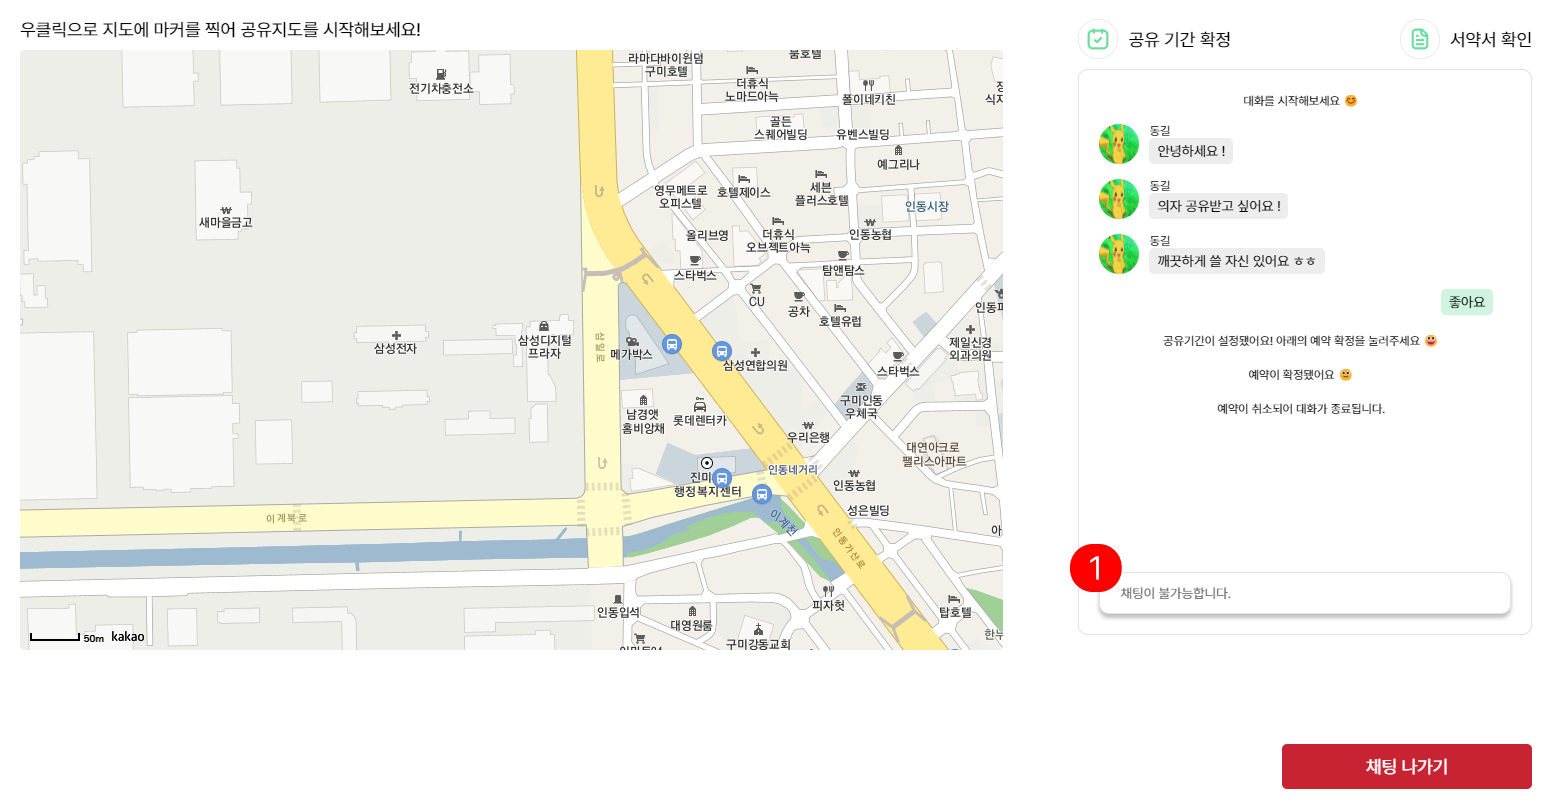 우클릭으로 지도에 마커를 찍어 공유지도를 시작해보세요!
공유 기간 확정
서약서 확인
라마다바이윈덤
구미호텔
품호텔
더휴식
노마드아늑
폴이네키친
전기차충전소
골든
스퀘어빌딩
유벤스빌딩
예그리나
영무메트로
오피스텔
호텔제이스
세븐
플러스호텔
인동시장
새마을금고
올리브영
더휴식
오브젝트아늑
인동농협
스타벅스
탐앤탐스
CU
공차
호텔유럽
삼성전자
삼성디지털
프라자
삼일로
메가박스
삼성연합의원
제일신경
외과의원
스타벅스
구미인동
우체국
남경앳
홈비앙채
롯데렌터카
우리은행
대연아크로
팰리스아파트
인동네거리
진미
행정복지센터
인동농협
성은빌딩
이계북로
이계천
인동가산로
인동입석
대영원룸
피자헛
탑호텔
구미강동교회
50m kakao
대화를 시작해보세요 😊
동길
안녕하세요 !
동길
의자 공유받고 싶어요 !
동길
깨끗하게 쓸 자신 있어요 ㅎㅎ
좋아요
공유기간이 설정됐어요! 아래의 예약 확정을 눌러주세요 😛
예약이 확정됐어요 😀
예약이 취소되어 대화가 종료됩니다.
1
채팅이 불가능합니다.
채팅 나가기